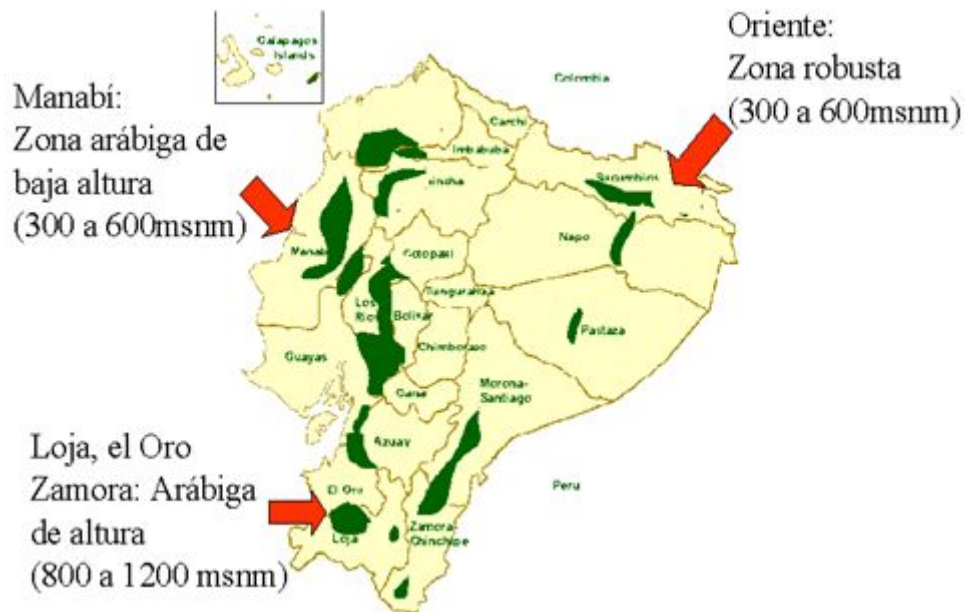 Galapagos
Islands
Oriente:
Zona robusta
(300 a 600msnm)
Colombia
Manabí:
Zona arábiga de
baja altura
(300 a 600msnm)
Carchi
Imbabura
incha
Sucumbios
Manabi
Napo
Cotopaxi
Tungurahua
Los
Rios
Bolivar
Pastaza
Chimborazo
Guayas
Morona-
Santiago
Cañar
Azuay
Loja, el Oro
Zamora: Arábiga
de altura
(800 a 1200 msnm)
El Oro
Peru
Loja
Zamora-
Chinchipe